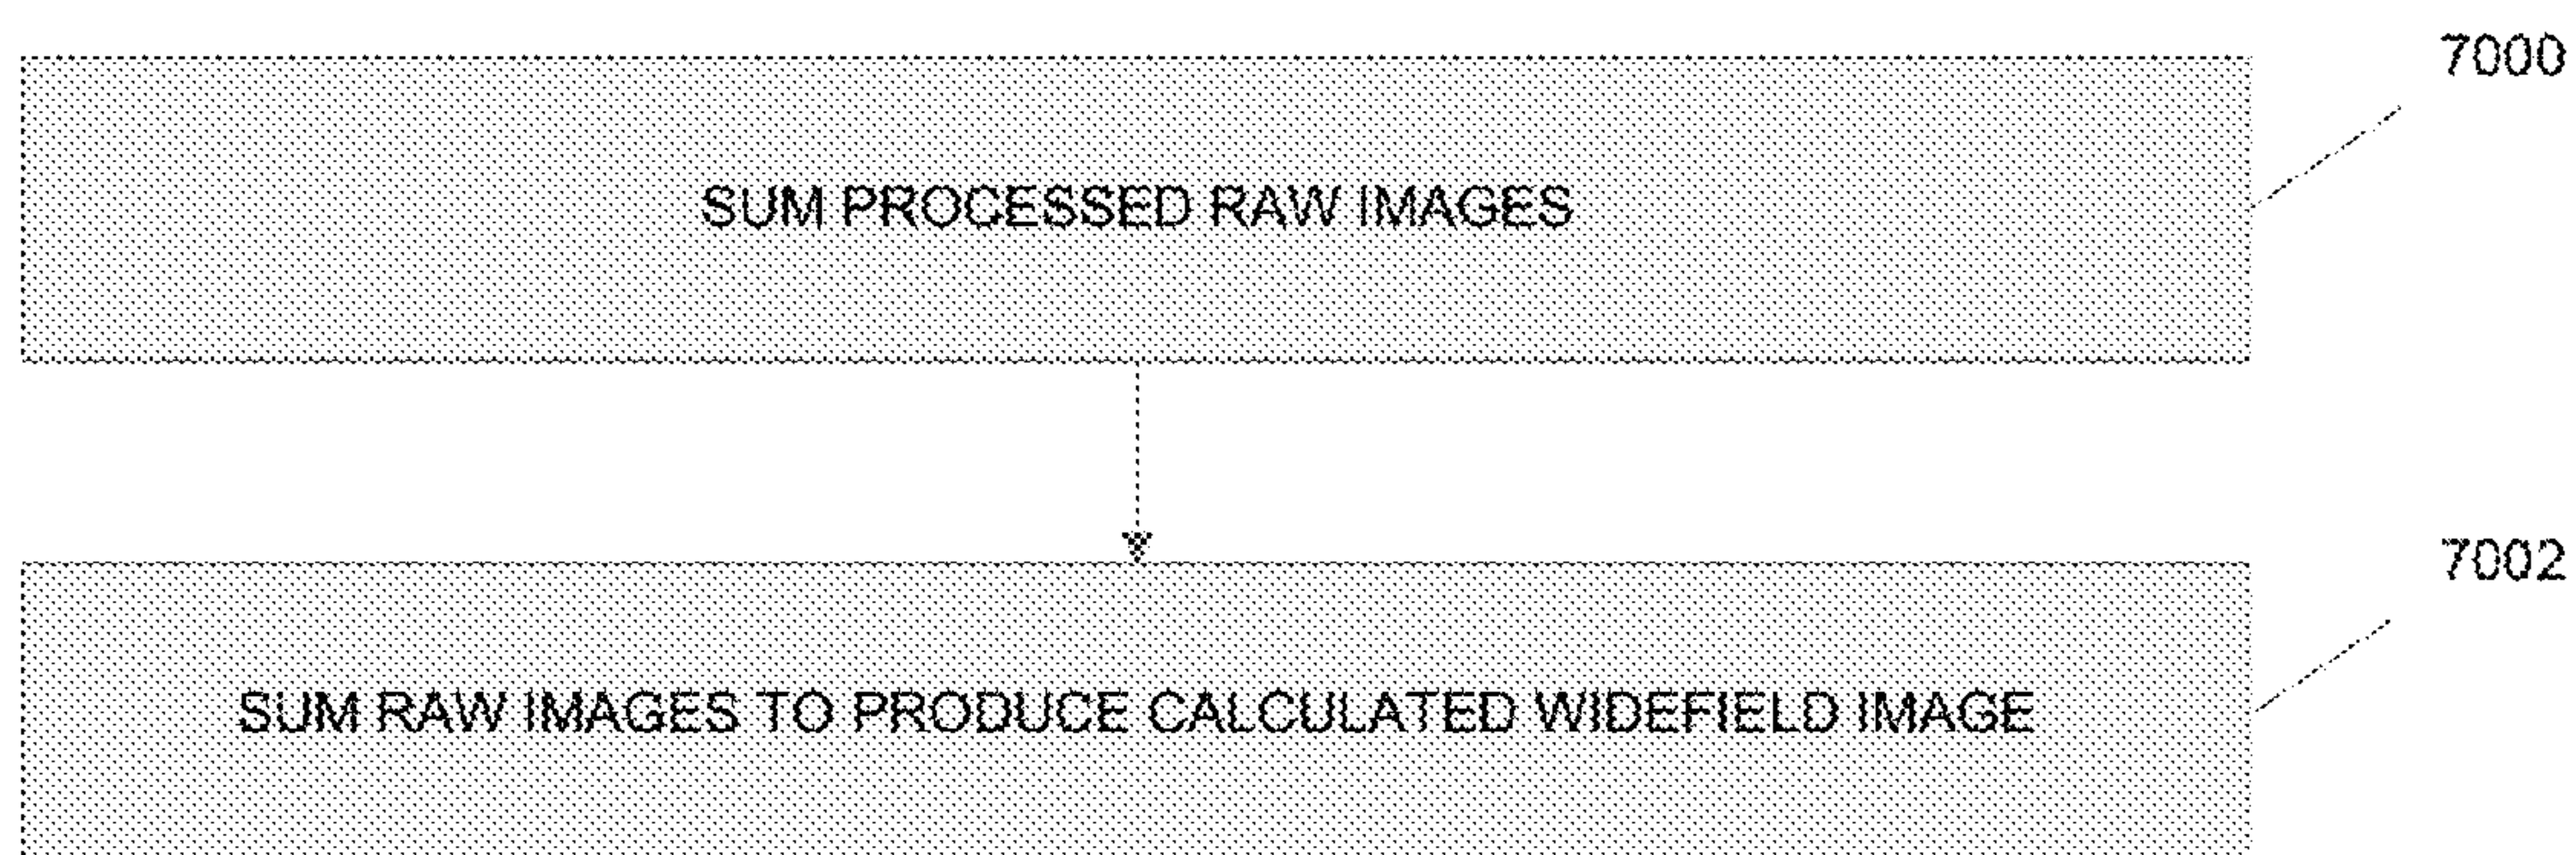 7000
SUM PROCESSED RAW IMAGES
7002
SUM RAW IMAGES TO PRODUCE CALCULATED WIDEFIELD IMAGE